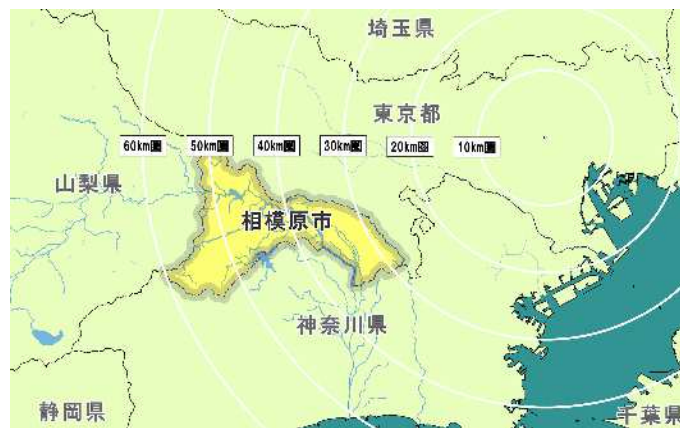 埼玉県
東京都
60km圏
50km圏
40km圏
30km圏
20km圏
10km圏
山梨県
相模原市
神奈川県
静岡県
千葉県